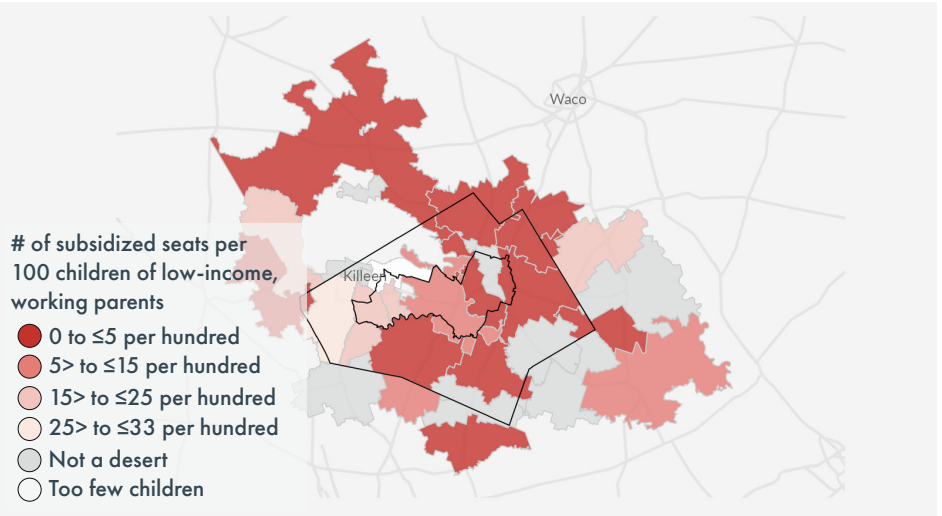 Waco
# of subsidized seats per
100 children of low-income,
working parents
Killeen
0 to ≤5 per hundred
5> to ≤15 per hundred
15> to ≤25 per hundred
25> to ≤33 per hundred
Not a desert
Too few children